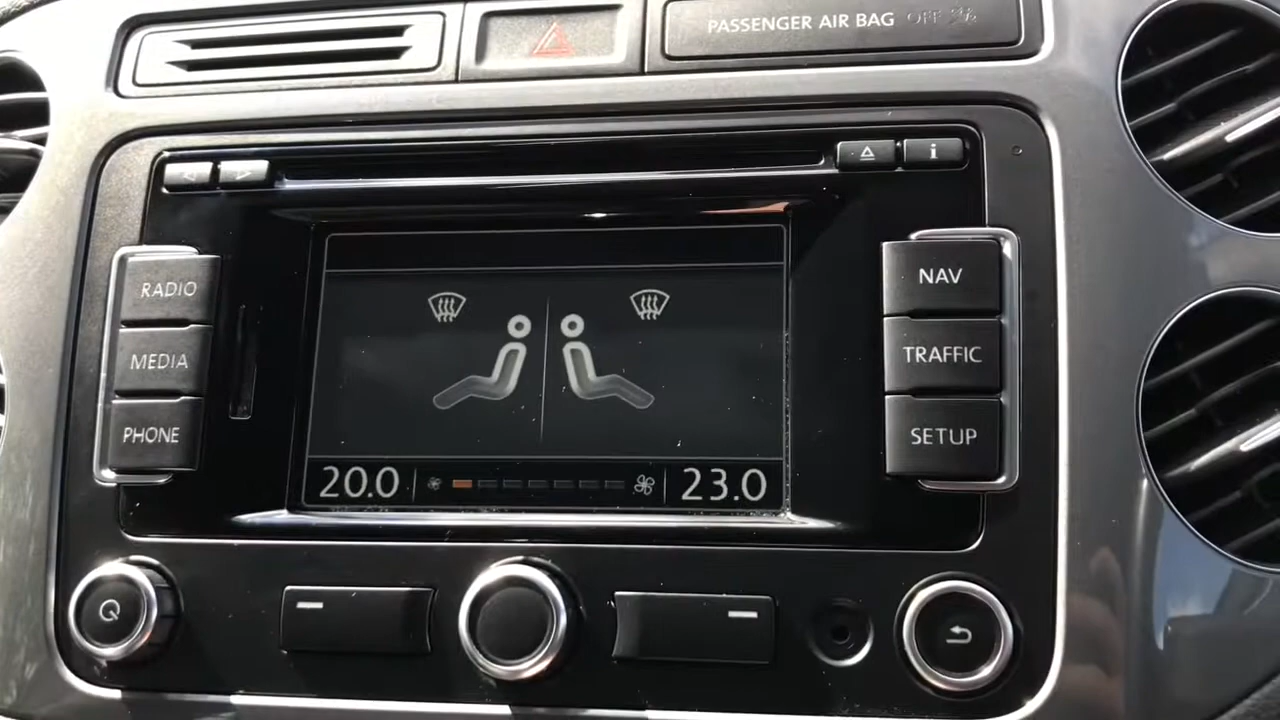 PASSENGER AIR BAG OFF
i
RADIO
NAV
MEDIA
TRAFFIC
PHONE
SETUP
20.0
23.0